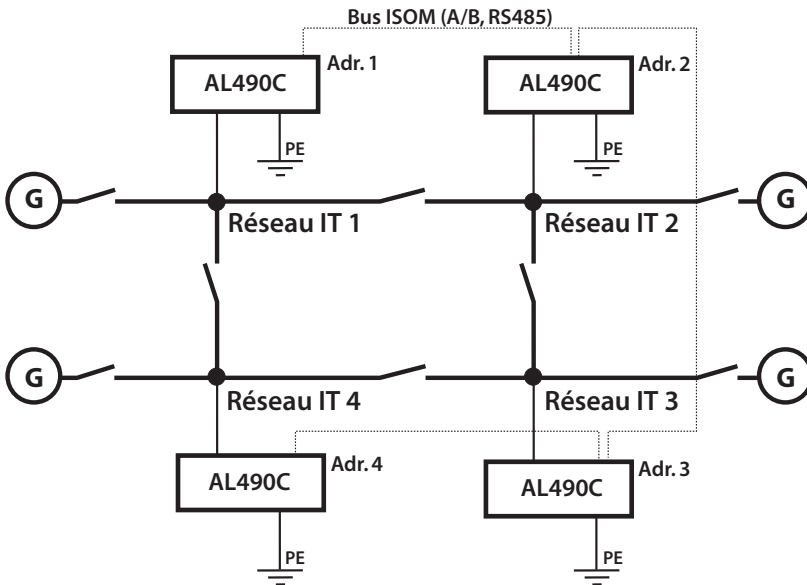 Bus ISOM (A/B, RS485)
AL490C
Adr. 1
AL490C
Adr. 2
PE
PE
G
G
Réseau IT 1
Réseau IT 2
G
G
Réseau IT 4
Réseau IT 3
AL490C
Adr. 4
AL490C
Adr. 3
PE
PE